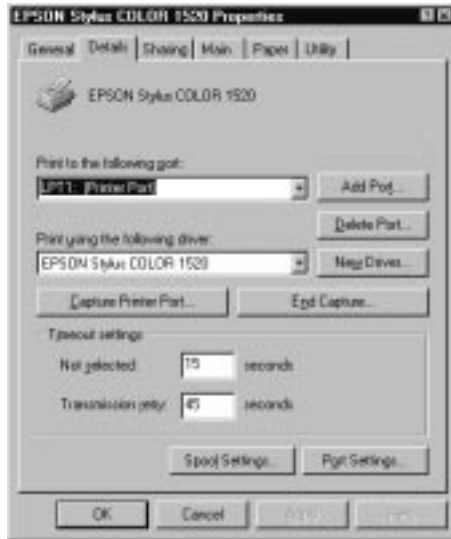 EPSON Stylus COLOR 1520 Properties
General Details Sharing Main Paper Utility
EPSON Stylus COLOR 1520
Print to the following port:
LPT1: (Printer Port) Add Port...
Delete Port...
Print using the following driver:
EPSON Stylus COLOR 1520 New Driver...
Capture Printer Port... End Capture...
Timeout settings
Not selected: 15 seconds
Transmission retry: 45 seconds
Spool Settings... Port Settings...
OK Cancel